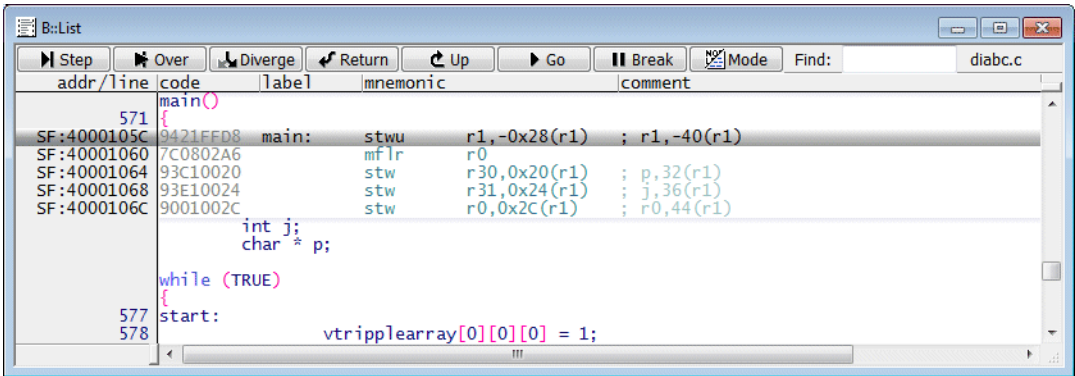 B::List
Step Over Diverge Return Up Go Break Mode Find: diabc.c
addr/line code label mnemonic comment
main()
571 {
SF:4000105C 9421FFD8 main: stwu r1,-0x28(r1) ; r1,-40(r1)
SF:40001060 7C0802A6 mflr r0
SF:40001064 93C10020 stw r30,0x20(r1) ; p,32(r1)
SF:40001068 93E10024 stw r31,0x24(r1) ; j,36(r1)
SF:4000106C 9001002C stw r0,0x2C(r1) ; r0,44(r1)
int j;
char * p;
while (TRUE)
{
577 start:
578 vtripplearray[0][0][0] = 1;